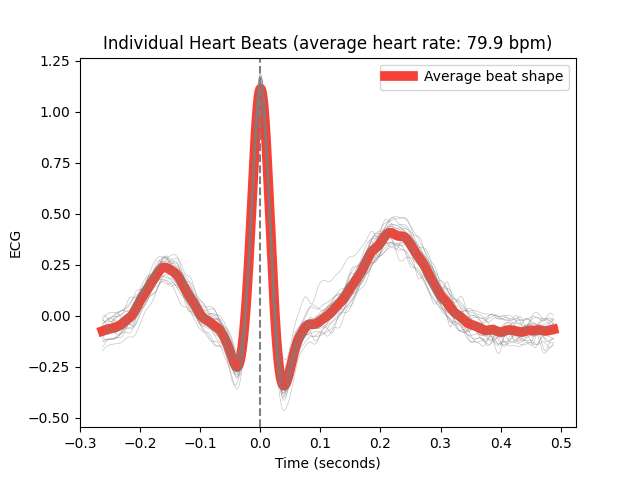 Individual Heart Beats (average heart rate: 79.9 bpm)
Average beat shape
1.25
1.00
0.75
0.50
0.25
0.00
−0.25
−0.50
ECG
−0.3 −0.2 −0.1 0.0 0.1 0.2 0.3 0.4 0.5
Time (seconds)